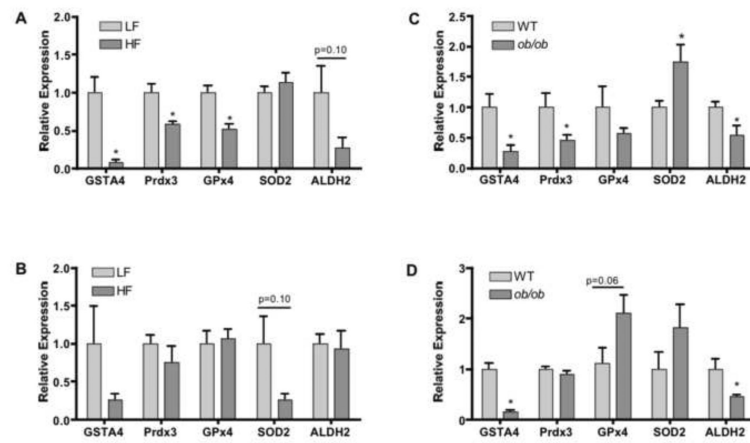 A
LF
HF
Relative Expression
2.0
1.5
1.0
0.5
0.0
p=0.10
*
*
*
GSTA4 Prdx3 GPx4 SOD2 ALDH2
C
WT
ob/ob
Relative Expression
2.5
2.0
1.5
1.0
0.5
0.0
*
*
*
*
GSTA4 Prdx3 GPx4 SOD2 ALDH2
B
LF
HF
Relative Expression
2.0
1.5
1.0
0.5
0.0
p=0.10
GSTA4 Prdx3 GPx4 SOD2 ALDH2
D
WT
ob/ob
Relative Expression
3
2
1
0
p=0.06
*
*
GSTA4 Prdx3 GPx4 SOD2 ALDH2